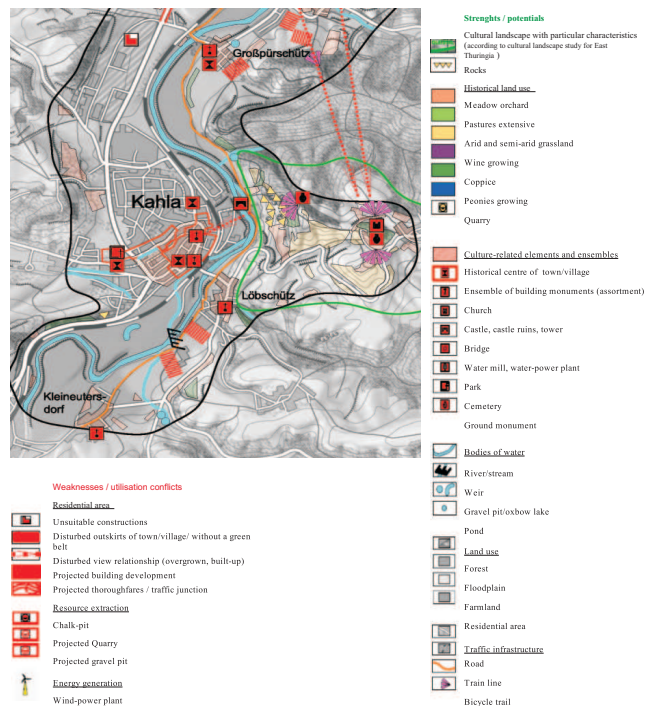 Großpürschütz
Kahla
Löbschütz
Kleineuters-
dorf
Strenghts / potentials
Cultural landscape with particular characteristics
(according to cultural landscape study for East
Thuringia )
Rocks
Historical land use
Meadow orchard
Pastures extensive
Arid and semi-arid grassland
Wine growing
Coppice
Peonies growing
Quarry
Culture-related elements and ensembles
Historical centre of town/village
Ensemble of building monuments (assortment)
Church
Castle, castle ruins, tower
Bridge
Water mill, water-power plant
Park
Cemetery
Ground monument
Bodies of water
River/stream
Weir
Gravel pit/oxbow lake
Pond
Land use
Forest
Floodplain
Farmland
Residential area
Traffic infrastructure
Road
Train line
Bicycle trail
Weaknesses / utilisation conflicts
Residential area
Unsuitable constructions
Disturbed outskirts of town/village/ without a green
belt
Disturbed view relationship (overgrown, built-up)
Projected building development
Projected thoroughfares / traffic junction
Resource extraction
Chalk-pit
Projected Quarry
Projected gravel pit
Energy generation
Wind-power plant